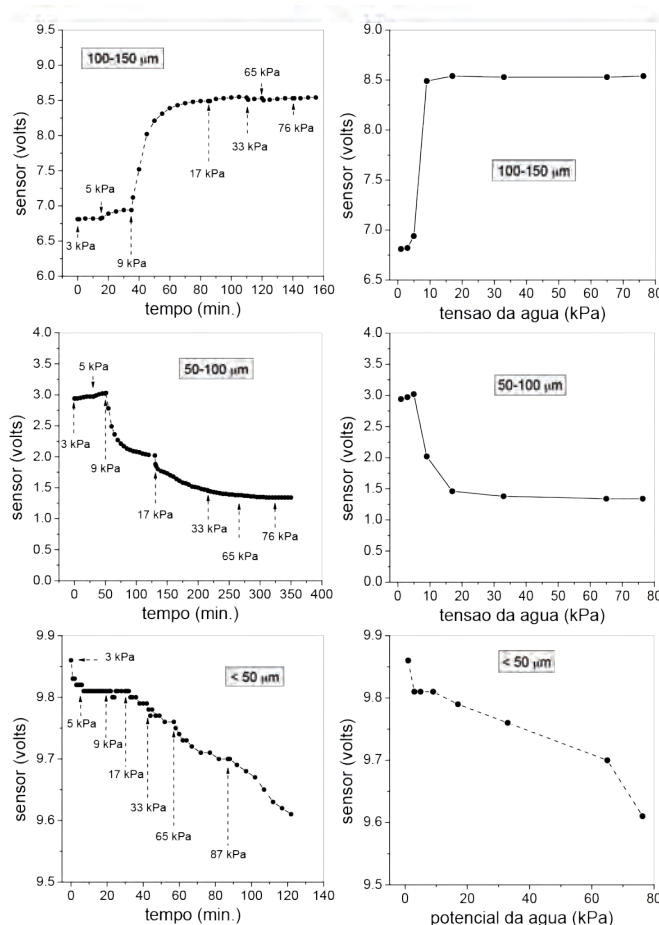 9.5
9.0
8.5
8.0
7.5
7.0
6.5
6.0
sensor (volts)
100-150 µm
65 kPa
5 kPa
17 kPa
33 kPa
76 kPa
3 kPa
9 kPa
0 20 40 60 80 100 120 140 160
tempo (min.)
9.0
8.5
8.0
7.5
7.0
6.5
sensor (volts)
100-150 µm
0 10 20 30 40 50 60 70 80
tensao da agua (kPa)
4.0
3.5
3.0
2.5
2.0
1.5
1.0
0.5
0.0
sensor (volts)
50-100 µm
5 kPa
3 kPa
9 kPa
17 kPa
33 kPa
65 kPa
76 kPa
0 50 100 150 200 250 300 350 400
tempo (min.)
4.0
3.5
3.0
2.5
2.0
1.5
1.0
0.5
0.0
sensor (volts)
50-100 µm
0 10 20 30 40 50 60 70 80
tensao da agua (kPa)
9.9
9.8
9.7
9.6
9.5
sensor (volts)
3 kPa
< 50 µm
5 kPa
9 kPa
17 kPa
33 kPa
65 kPa
87 kPa
0 20 40 60 80 100 120 140
tempo (min.)
9.9
9.8
9.7
9.6
9.5
sensor (volts)
< 50 µm
0 20 40 60 80
potencial da agua (kPa)